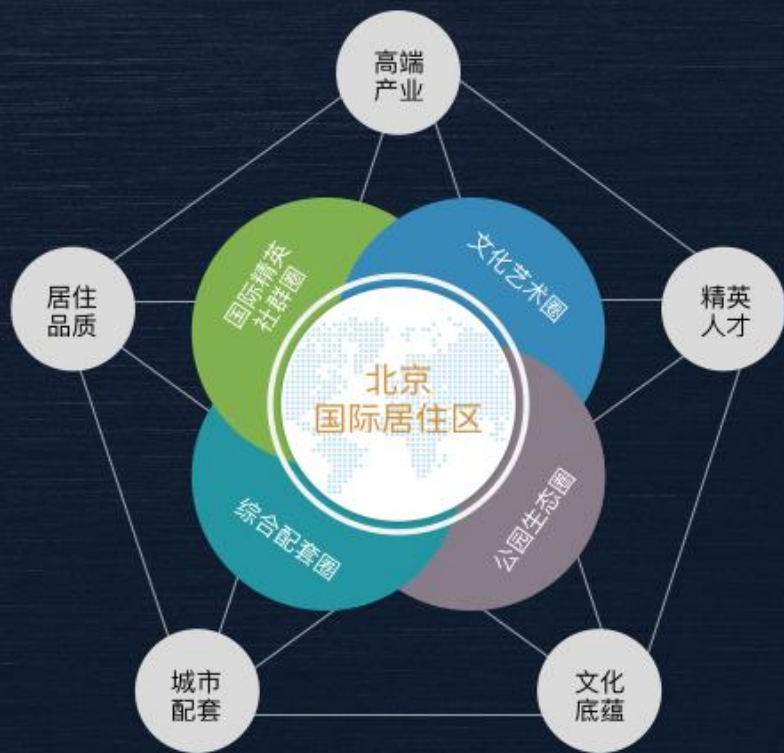 高端
产业
国际精英
社群圈
文化艺术圈
居住
品质
精英
人才
北京
国际居住区
综合配套圈
公园生态圈
城市
配套
文化
底蕴